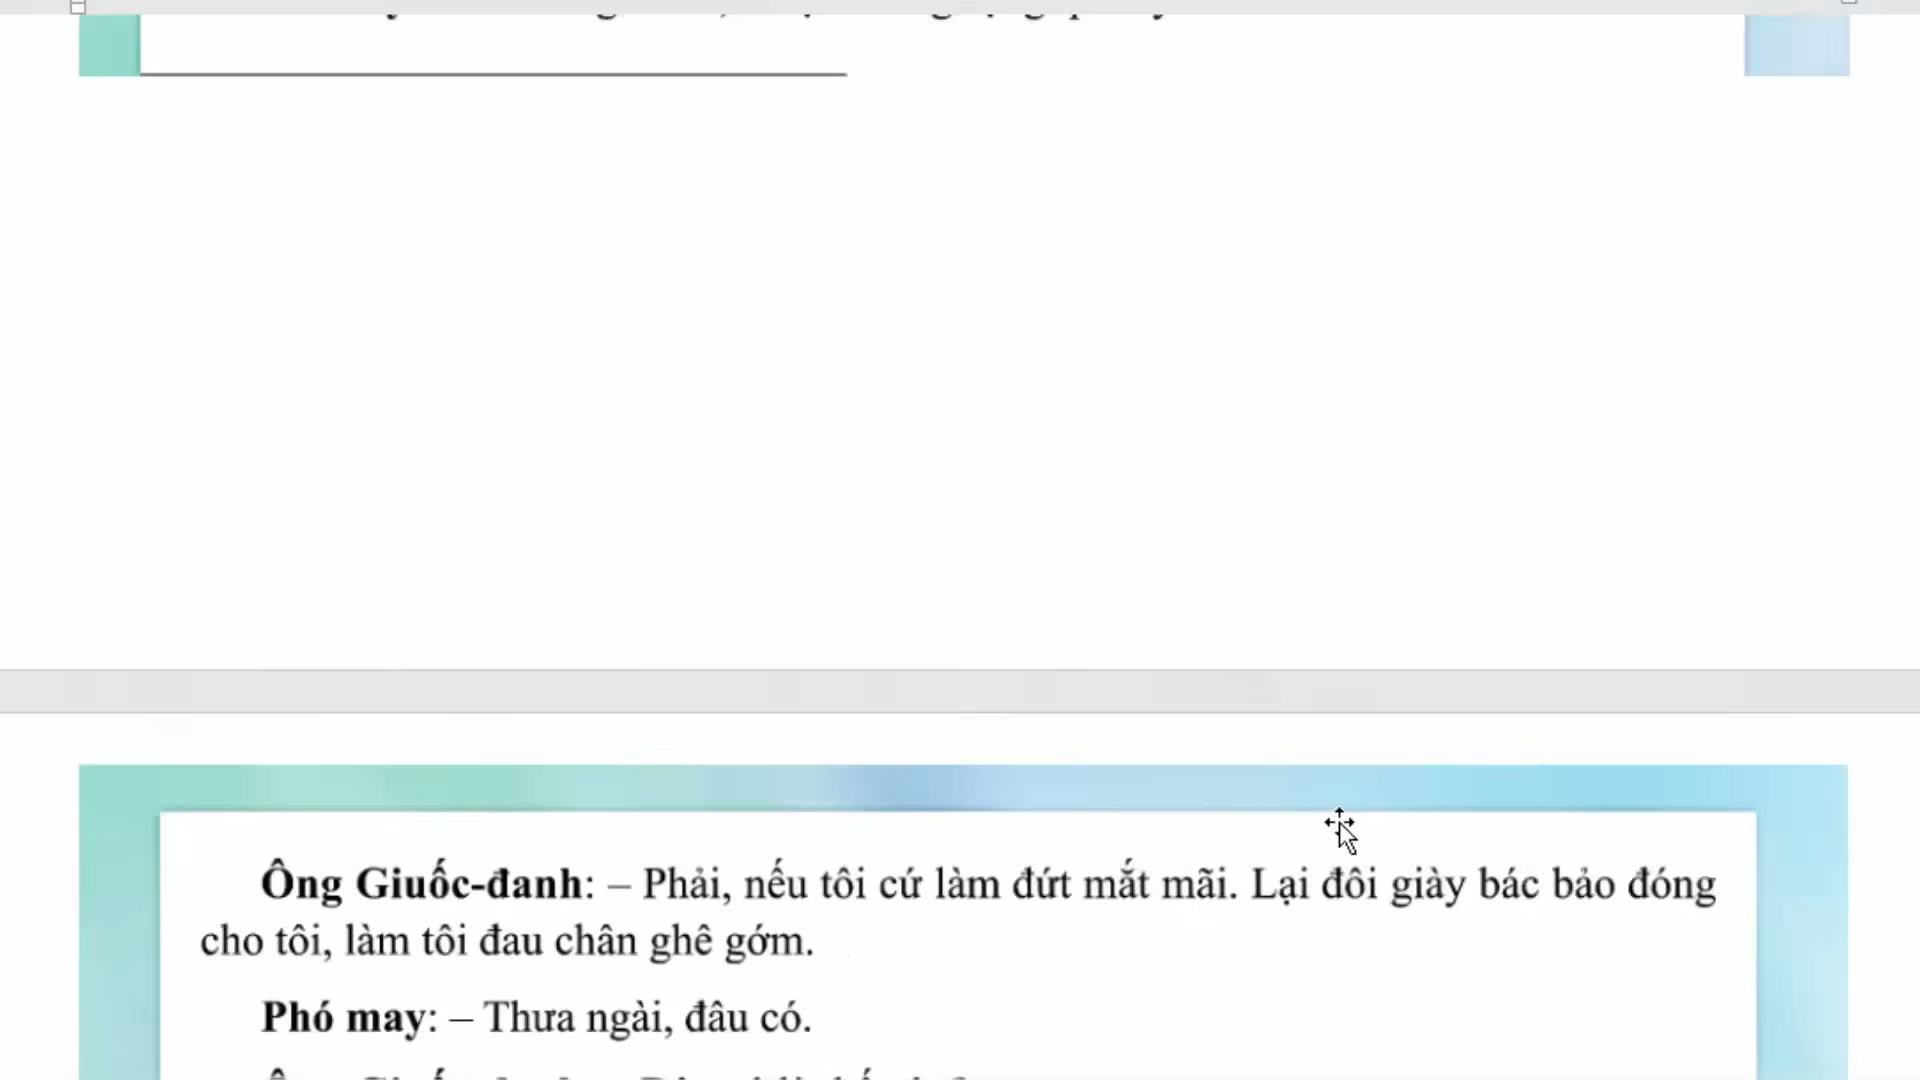 Ông Giuốc-đanh: – Phải, nếu tôi cứ làm đứt mắt mãi. Lại đôi giày bác bảo đóng
cho tôi, làm tôi đau chân ghê gớm.
Phó may: – Thưa ngài, đâu có.